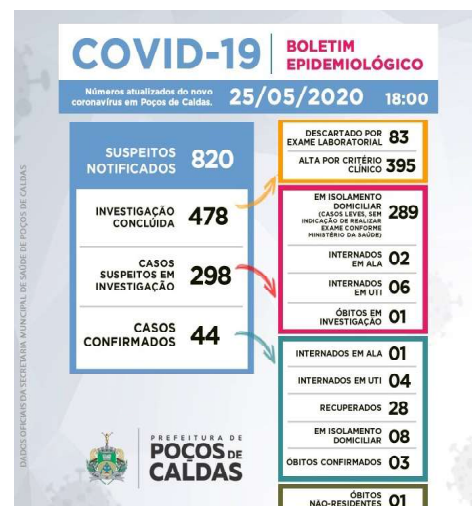 COVID-19
BOLETIM
EPIDEMIOLÓGICO
Números atualizados do novo
coronavírus em Poços de Caldas.
25/05/2020 18:00
SUSPEITOS
NOTIFICADOS
820
INVESTIGAÇÃO
CONCLUÍDA
478
CASOS
SUSPEITOS EM
INVESTIGAÇÃO
298
CASOS
CONFIRMADOS
44
DESCARTADO POR
EXAME LABORATORIAL
83
ALTA POR CRITÉRIO
CLÍNICO
395
EM ISOLAMENTO
DOMICILIAR
(CASOS LEVES, SEM
INDICAÇÃO DE REALIZAR
EXAME CONFORME
MINISTÉRIO DA SAÚDE)
289
INTERNADOS
EM ALA
02
INTERNADOS
EM UTI
06
ÓBITOS EM
INVESTIGAÇÃO
01
INTERNADOS EM ALA 01
INTERNADOS EM UTI 04
RECUPERADOS 28
EM ISOLAMENTO
DOMICILIAR
08
ÓBITOS CONFIRMADOS 03
ÓBITOS
NÃO-RESIDENTES
01
PREFEITURA DE
POÇOS DE
CALDAS
DADOS OFICIAIS DA SECRETARIA MUNICIPAL DE SAÚDE DE POÇOS DE CALDAS